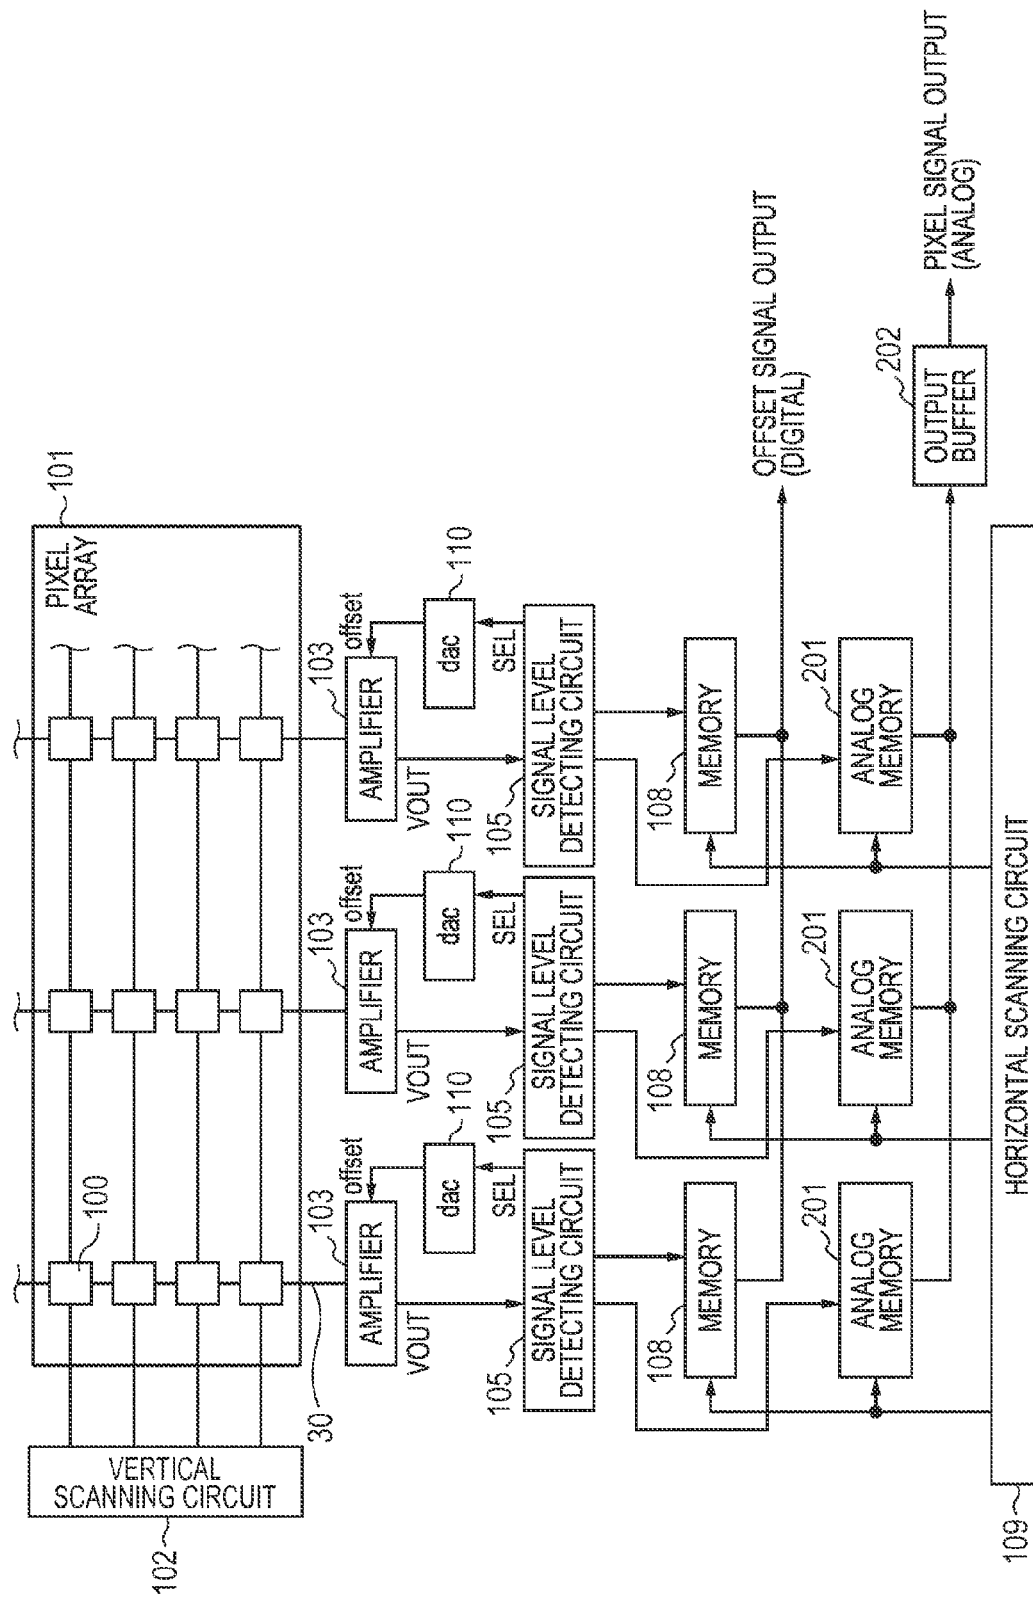 101
PIXEL
ARRAY
100
VERTICAL
SCANNING CIRCUIT
102
30
103
AMPLIFIER
offset
VOUT
110
dac
SEL
105
SIGNAL LEVEL
DETECTING CIRCUIT
108
MEMORY
201
ANALOG
MEMORY
103
AMPLIFIER
offset
VOUT
110
dac
SEL
105
SIGNAL LEVEL
DETECTING CIRCUIT
108
MEMORY
201
ANALOG
MEMORY
103
AMPLIFIER
offset
VOUT
110
dac
SEL
105
SIGNAL LEVEL
DETECTING CIRCUIT
108
MEMORY
201
ANALOG
MEMORY
OFFSET SIGNAL OUTPUT
(DIGITAL)
202
OUTPUT
BUFFER
PIXEL SIGNAL OUTPUT
(ANALOG)
HORIZONTAL SCANNING CIRCUIT
109